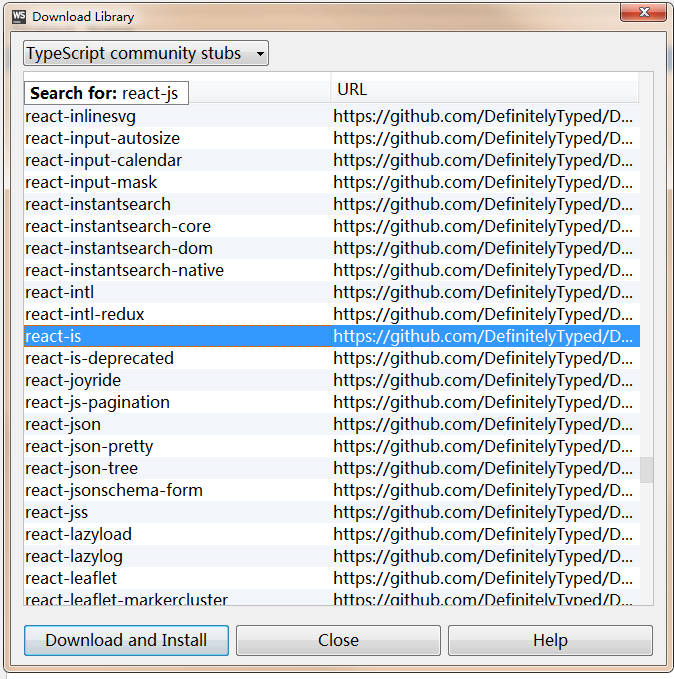 WS Download Library
TypeScript community stubs
Search for: react-js URL
react-inlinesvg https://github.com/DefinitelyTyped/D...
react-input-autosize https://github.com/DefinitelyTyped/D...
react-input-calendar https://github.com/DefinitelyTyped/D...
react-input-mask https://github.com/DefinitelyTyped/D...
react-instantsearch https://github.com/DefinitelyTyped/D...
react-instantsearch-core https://github.com/DefinitelyTyped/D...
react-instantsearch-dom https://github.com/DefinitelyTyped/D...
react-instantsearch-native https://github.com/DefinitelyTyped/D...
react-intl https://github.com/DefinitelyTyped/D...
react-intl-redux https://github.com/DefinitelyTyped/D...
react-is https://github.com/DefinitelyTyped/D...
react-is-deprecated https://github.com/DefinitelyTyped/D...
react-joyride https://github.com/DefinitelyTyped/D...
react-js-pagination https://github.com/DefinitelyTyped/D...
react-json https://github.com/DefinitelyTyped/D...
react-json-pretty https://github.com/DefinitelyTyped/D...
react-json-tree https://github.com/DefinitelyTyped/D...
react-jsonschema-form https://github.com/DefinitelyTyped/D...
react-jss https://github.com/DefinitelyTyped/D...
react-lazyload https://github.com/DefinitelyTyped/D...
react-lazylog https://github.com/DefinitelyTyped/D...
react-leaflet https://github.com/DefinitelyTyped/D...
react-leaflet-markercluster https://github.com/DefinitelyTyped/D...
Download and Install Close Help